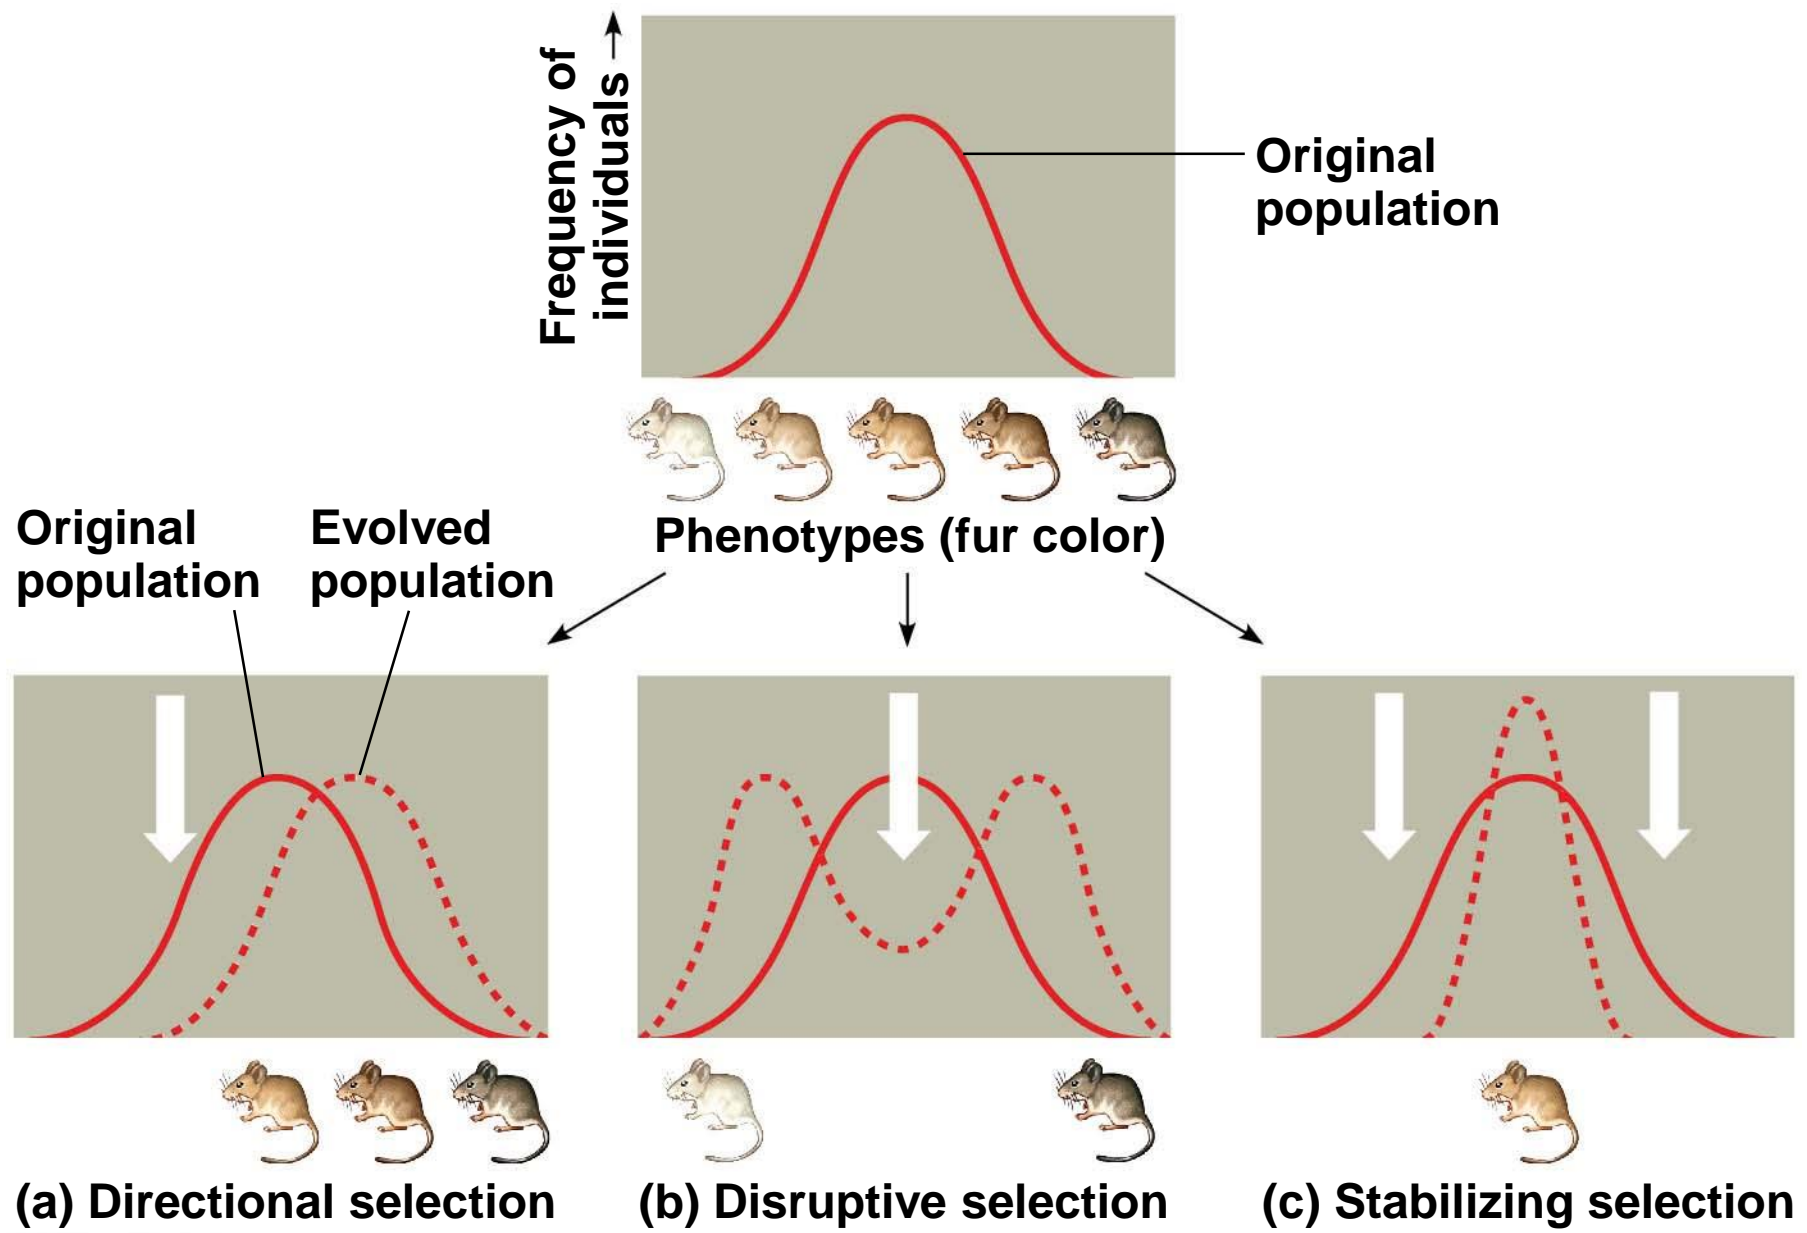 Frequency of
individuals
Original
population
Phenotypes (fur color)
Original
population
Evolved
population
(a) Directional selection
(b) Disruptive selection
(c) Stabilizing selection